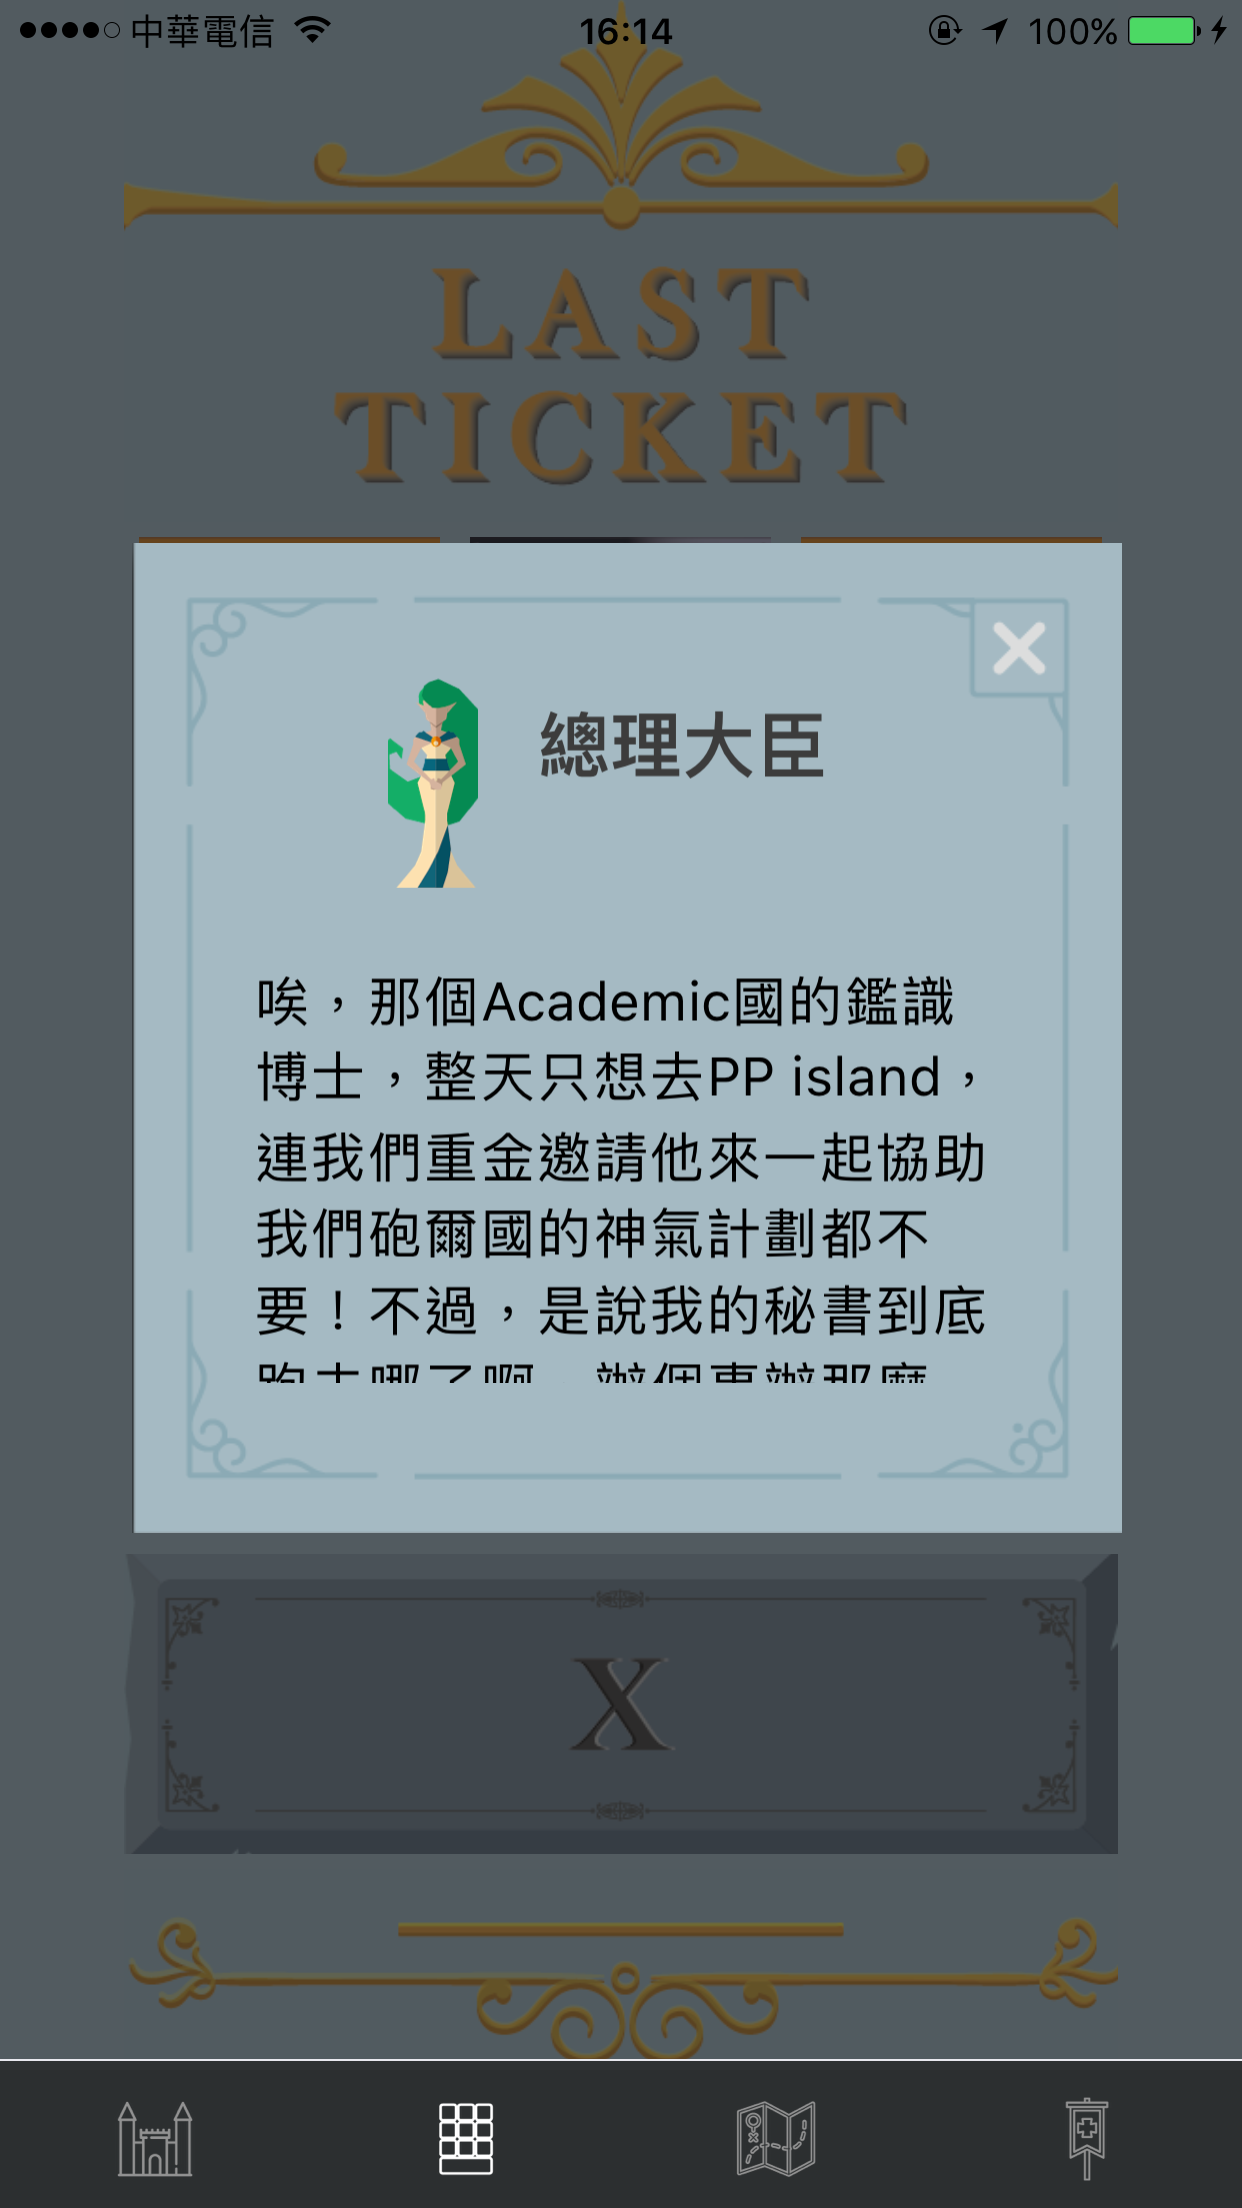 中華電信
16:14
100%
LAST
TICKET
總理大臣
唉，那個Academic國的鑑識
博士，整天只想去PP island，
連我們重金邀請他來一起協助
我們砲爾國的神氣計劃都不
要！不過，是說我的秘書到底
X